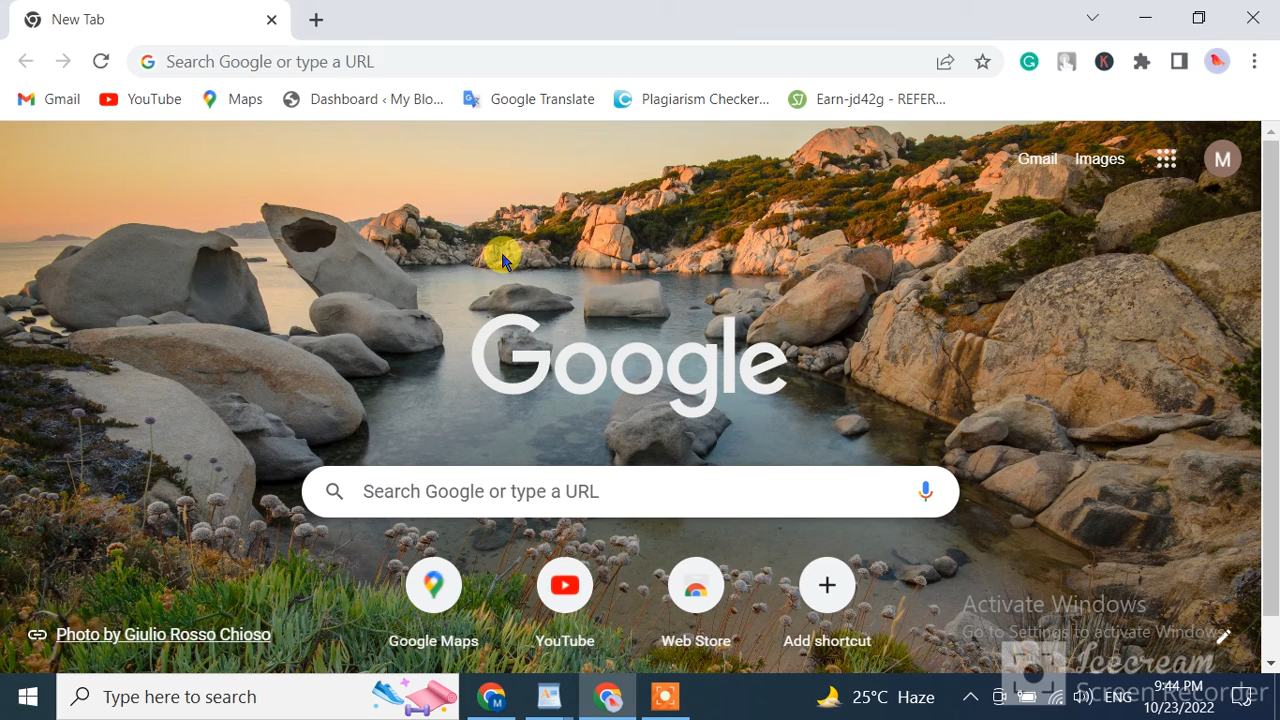 New Tab
Search Google or type a URL
Gmail YouTube Maps Dashboard ‹ My Blo... Google Translate Plagiarism Checker... Earn-jd42g - REFER...
Gmail Images M
Google
Search Google or type a URL
Google Maps YouTube Web Store Add shortcut
Photo by Giulio Rosso Chioso
Activate Windows
Go to Settings to activate Windows.
Icecream
Screen Recorder
Type here to search
25°C Haze
ENG
9:44 PM
10/23/2022